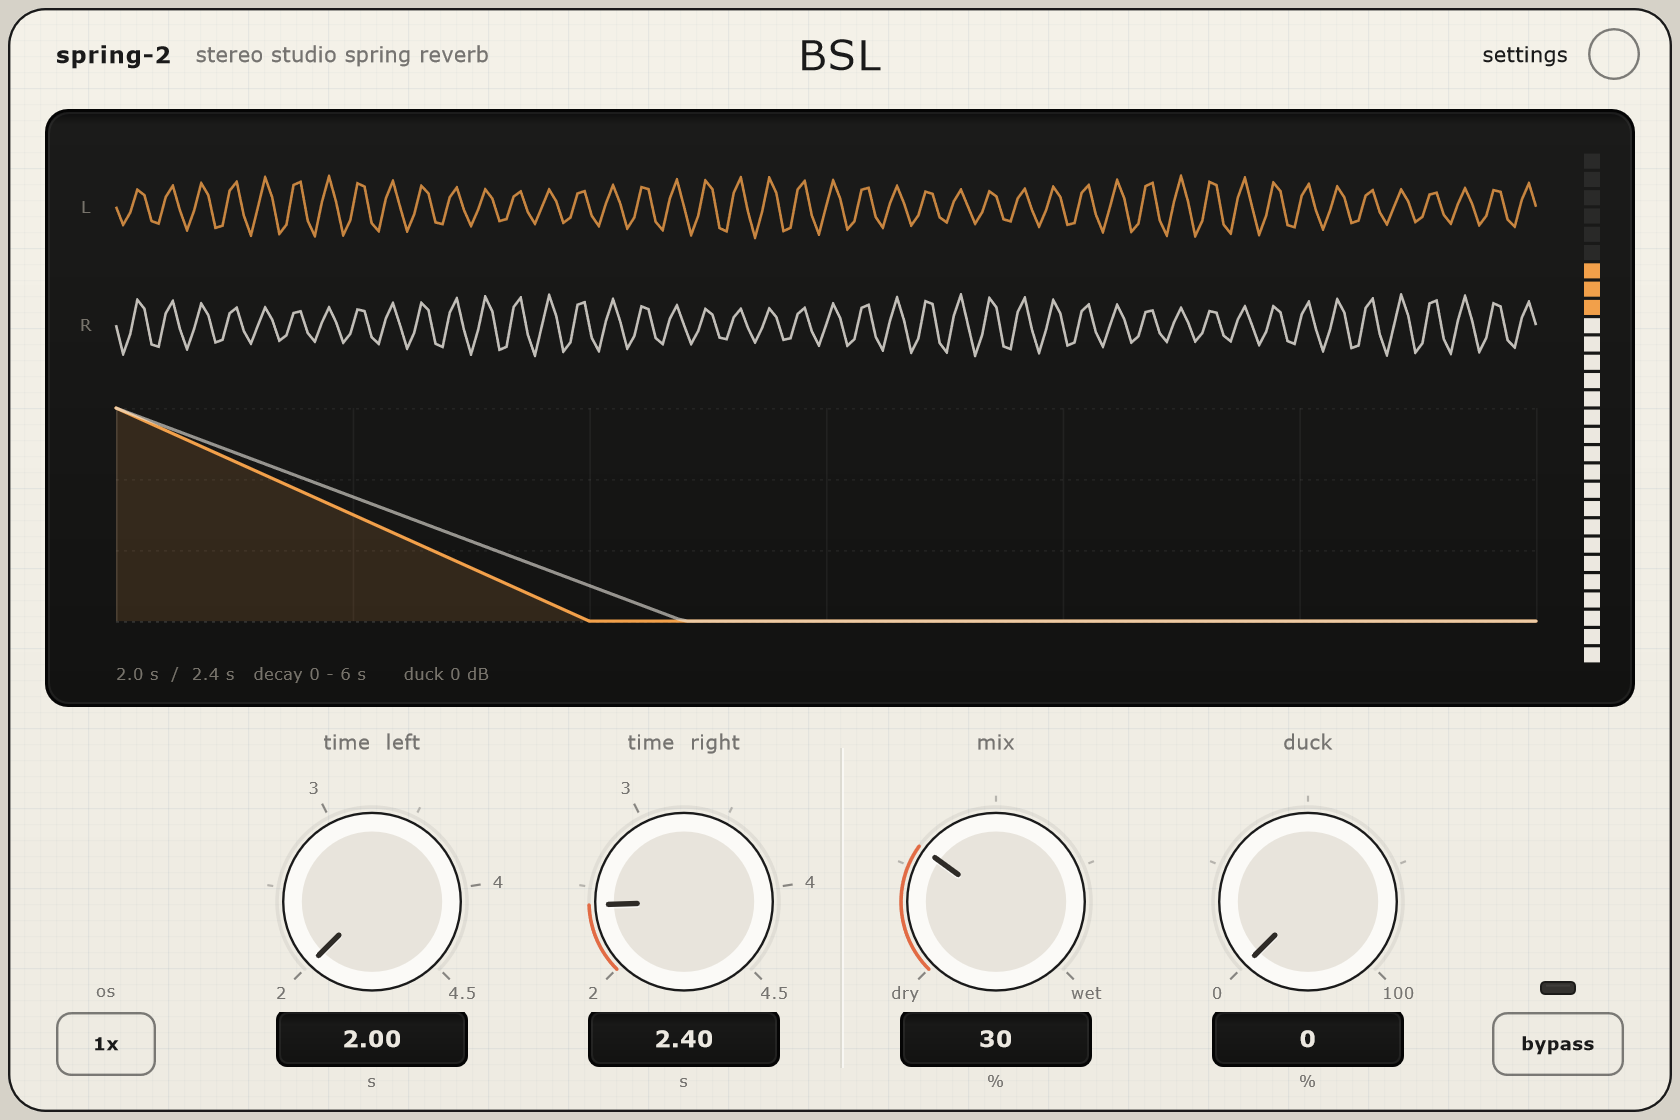 spring-2 stereo studio spring reverb BSL settings
L
R
2.0 s / 2.4 s decay 0 - 6 s duck 0 dB
time left time right mix duck
3 3
4 4
2 4.5 2 4.5 dry wet 0 100
os
1x 2.00 2.40 30 0 bypass
s s % %